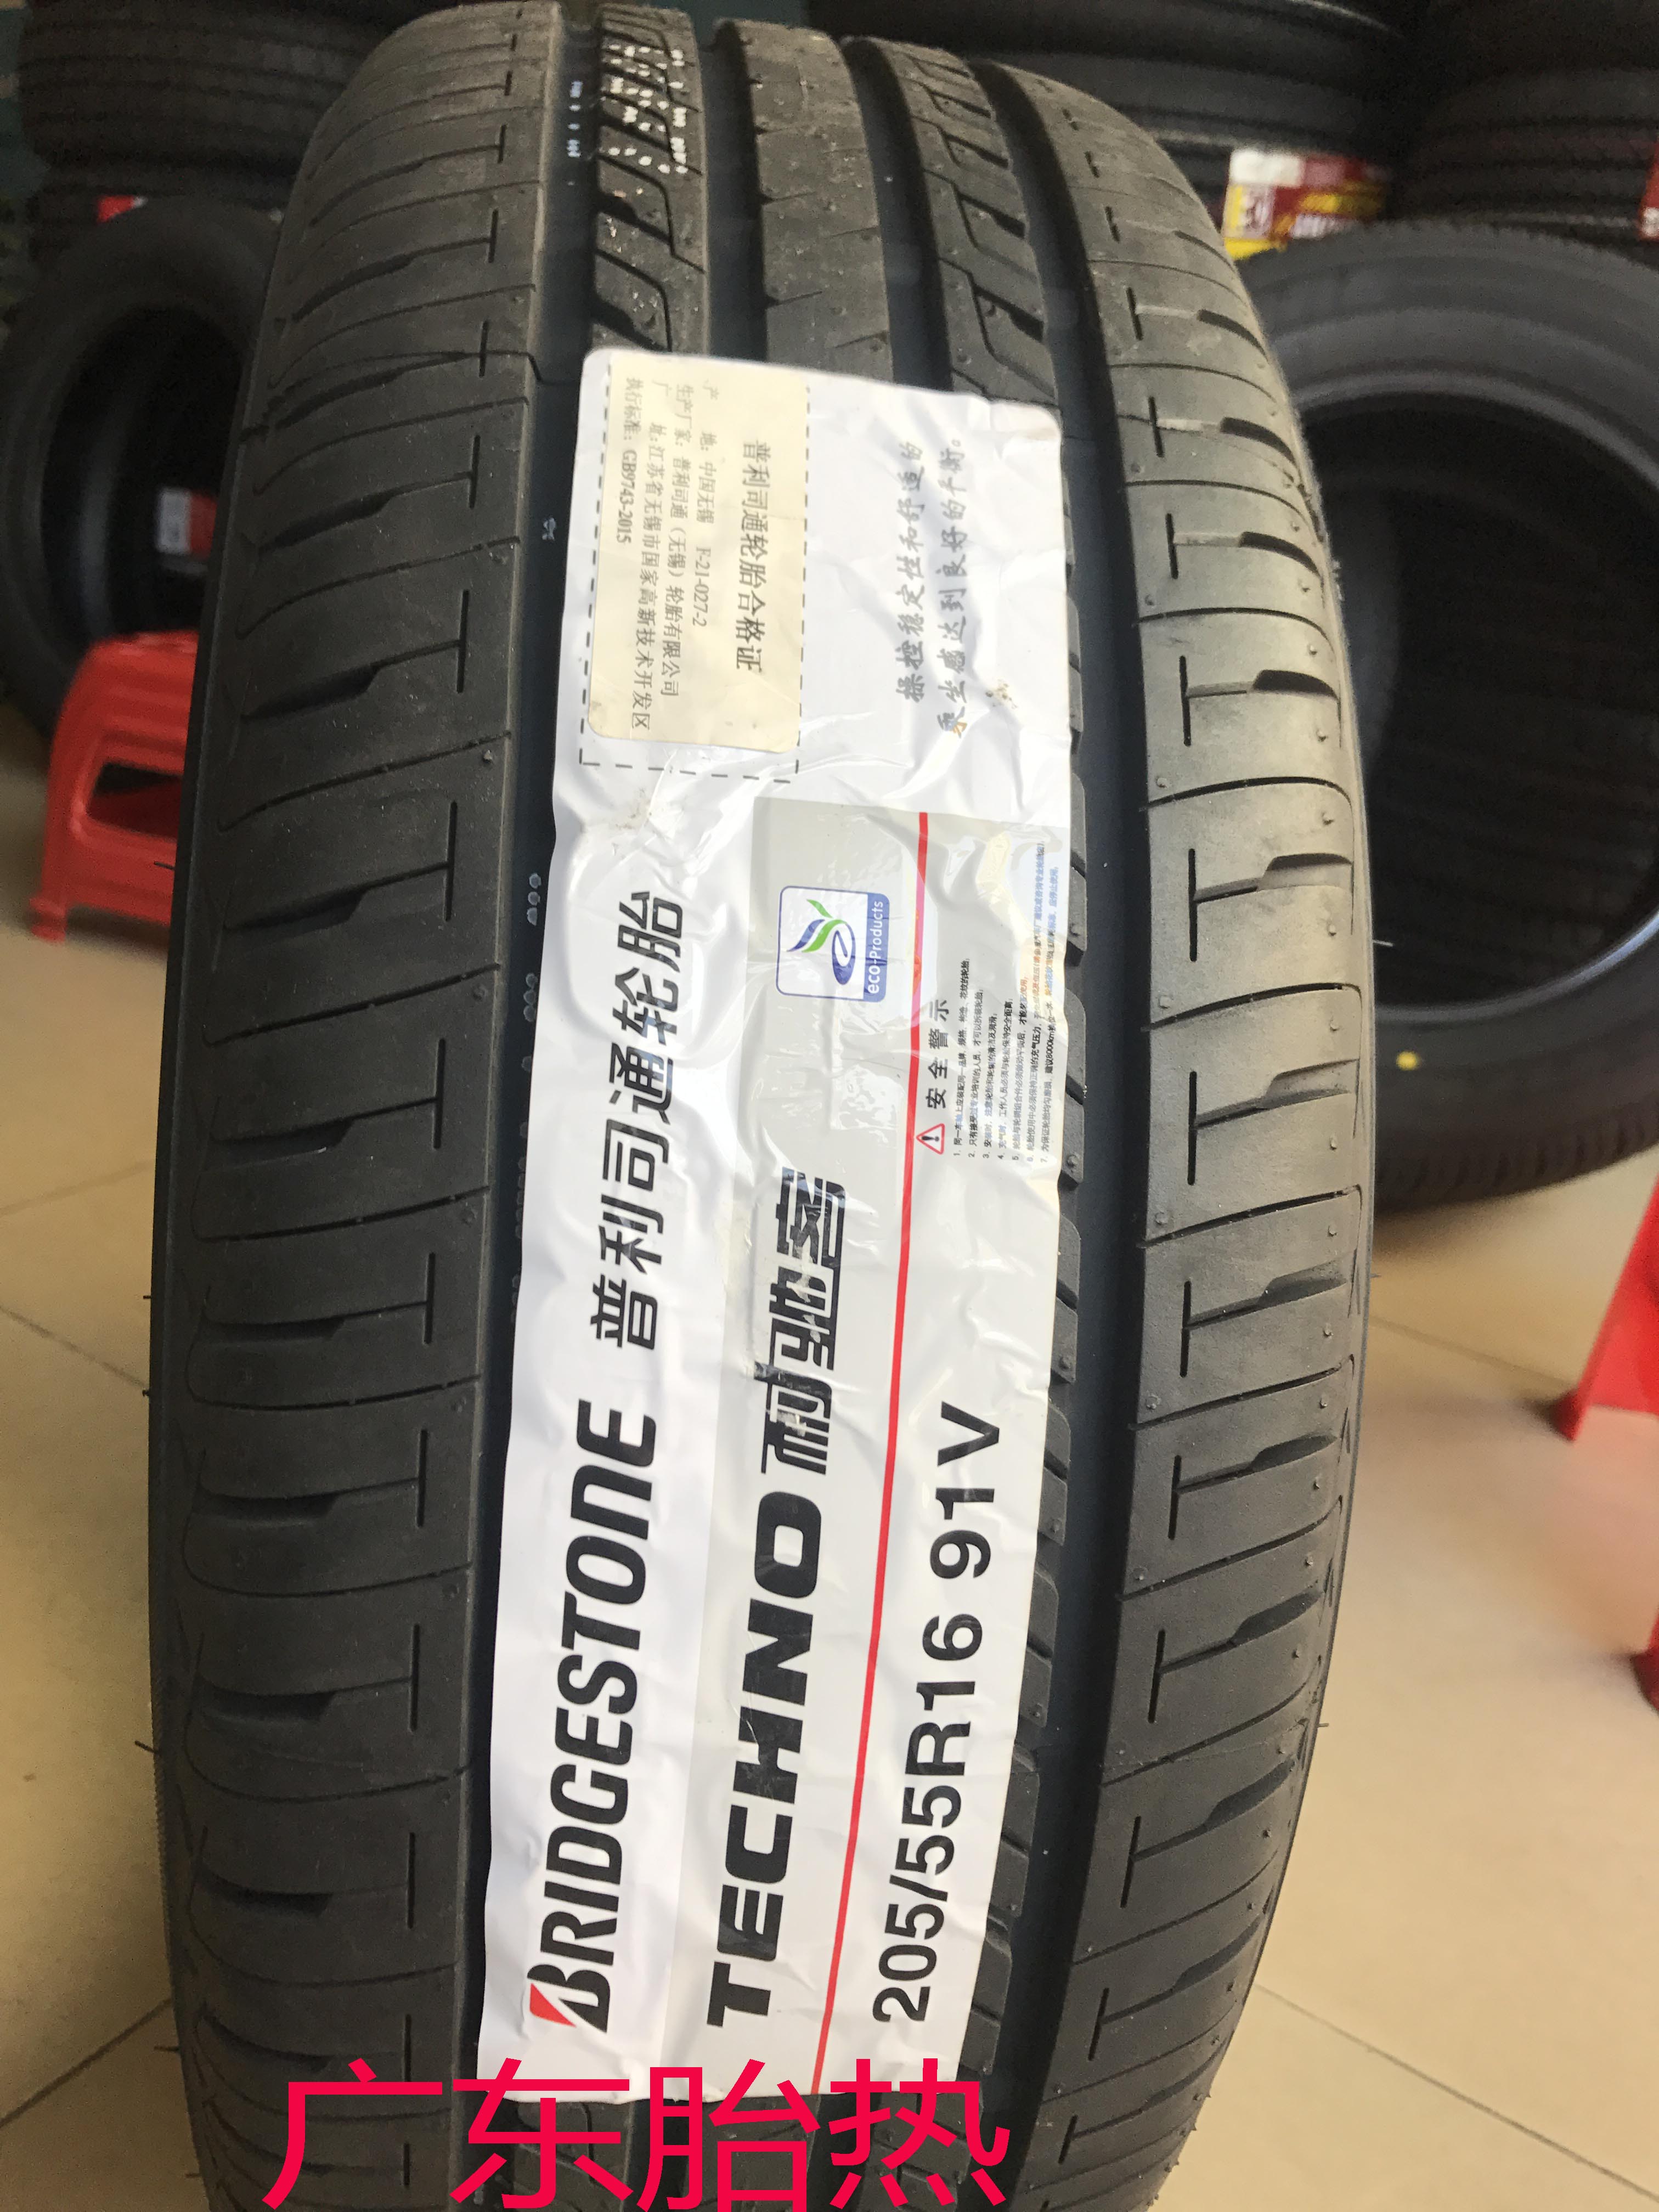 BRIDGESTONE 普利司通轮胎
TECHNO 耐驰客
205/55R16 91V
eco-Products
安全警示
操控稳定性和舒适的
乘坐感达到良好的平衡。
普利司通轮胎合格证
产 地: 中国无锡 F-21-027-2
生产厂家: 普利司通(无锡)轮胎有限公司
厂 址:江苏省无锡市国家高新技术开发区
执行标准: GB9743-2015
广东胎热